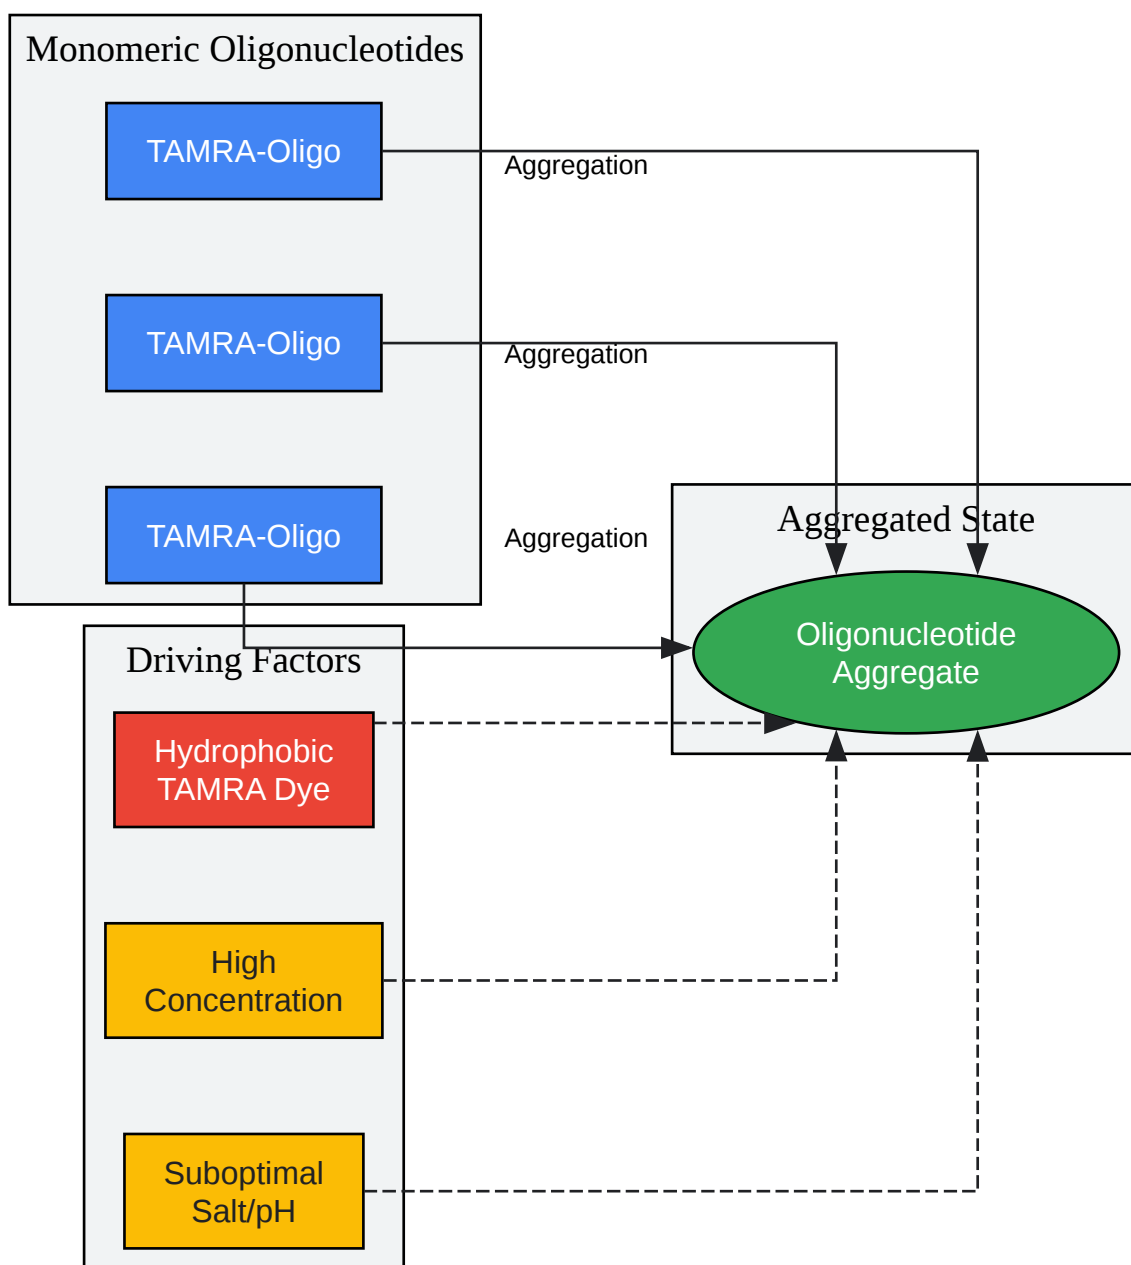 Monomeric Oligonucleotides
TAMRA-Oligo
Aggregation
TAMRA-Oligo
Aggregation
TAMRA-Oligo
Aggregation
Aggregated State
Oligonucleotide
Aggregate
Driving Factors
Hydrophobic
TAMRA Dye
High
Concentration
Suboptimal
Salt/pH